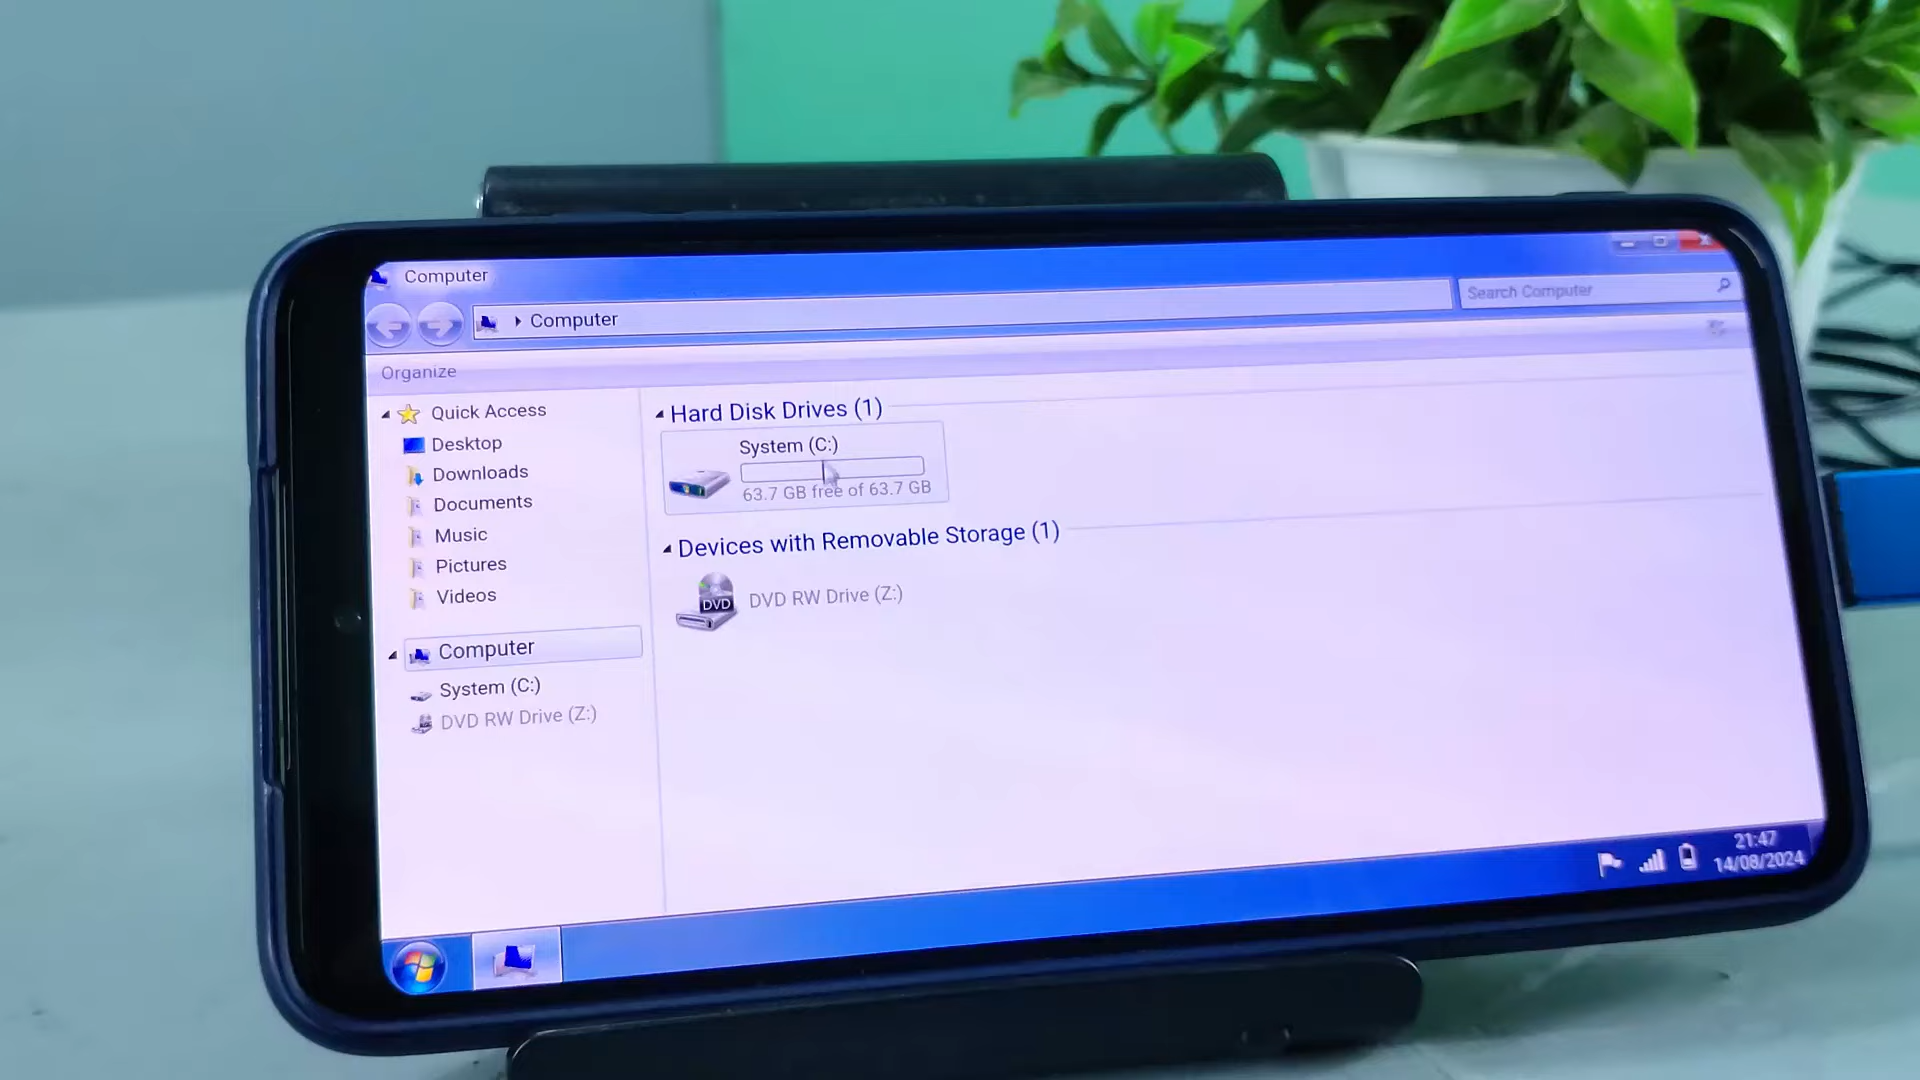 Computer
Computer
Search Computer
Organize
Quick Access
Desktop
Downloads
Documents
Music
Pictures
Videos
Computer
System (C:)
DVD RW Drive (Z:)
Hard Disk Drives (1)
System (C:)
63.7 GB free of 63.7 GB
Devices with Removable Storage (1)
DVD
DVD RW Drive (Z:)
21:47
14/08/2024